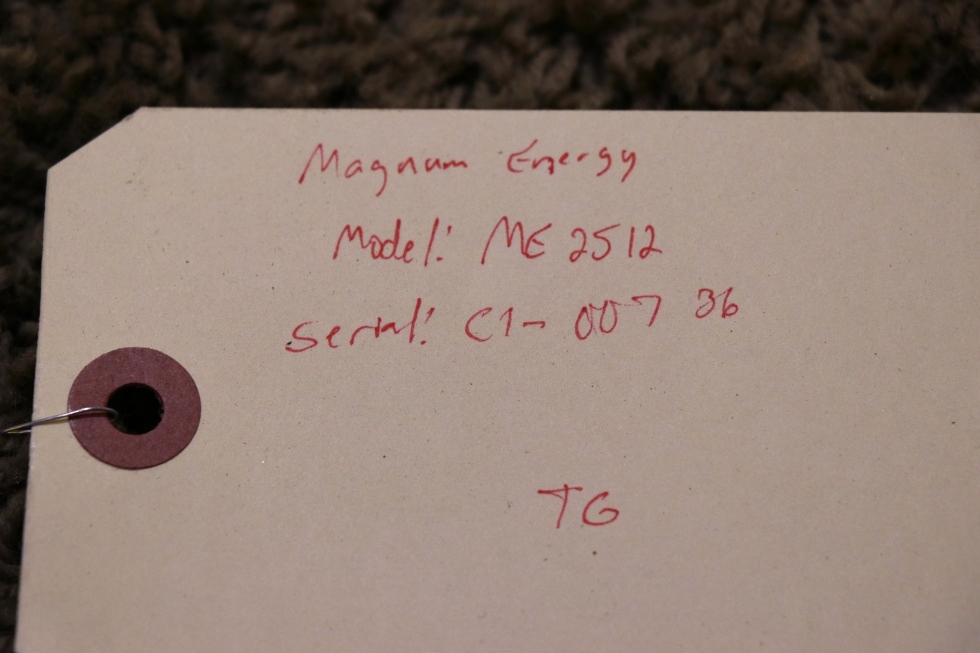 Magnum Energy
Model: ME 2512
Serial: C1-007 36
TG